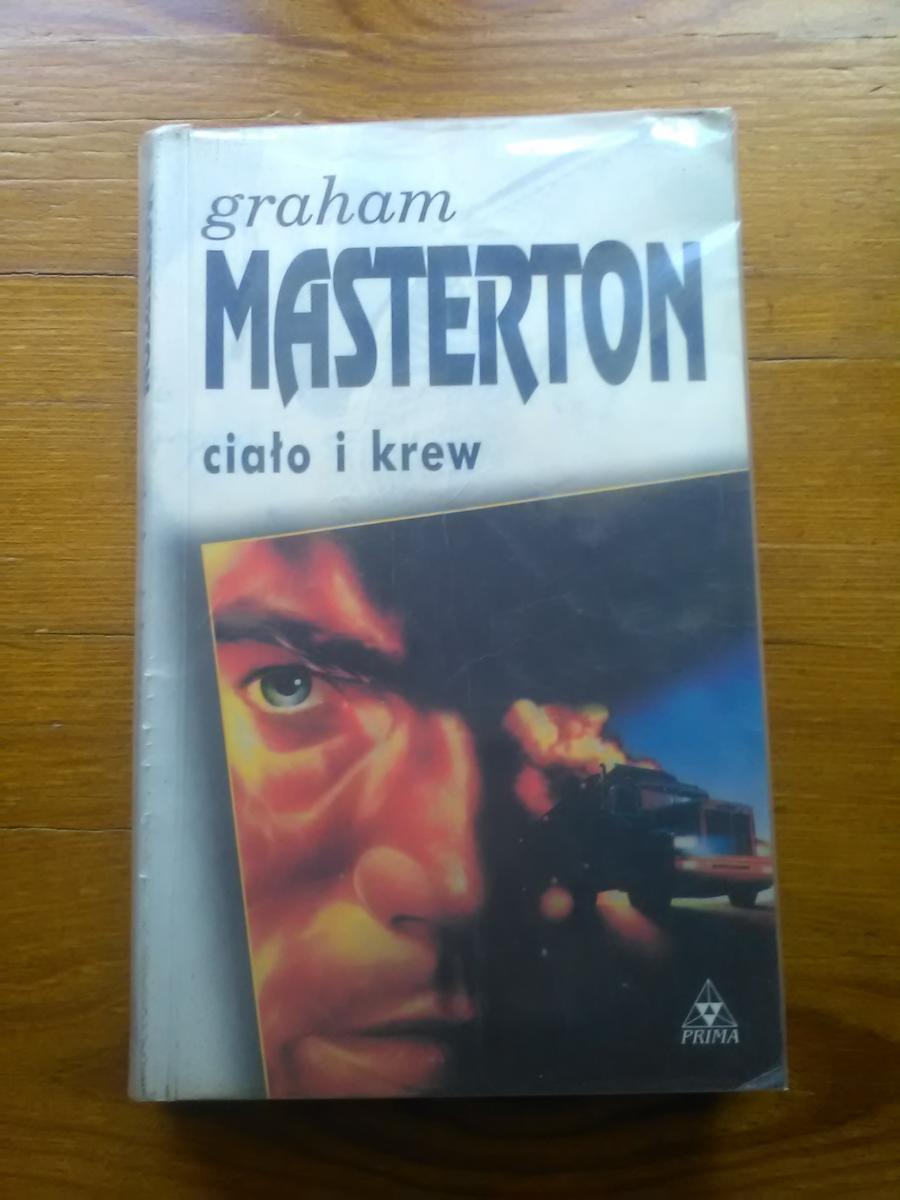 graham
MASTERTON
ciało i krew
PRIMA